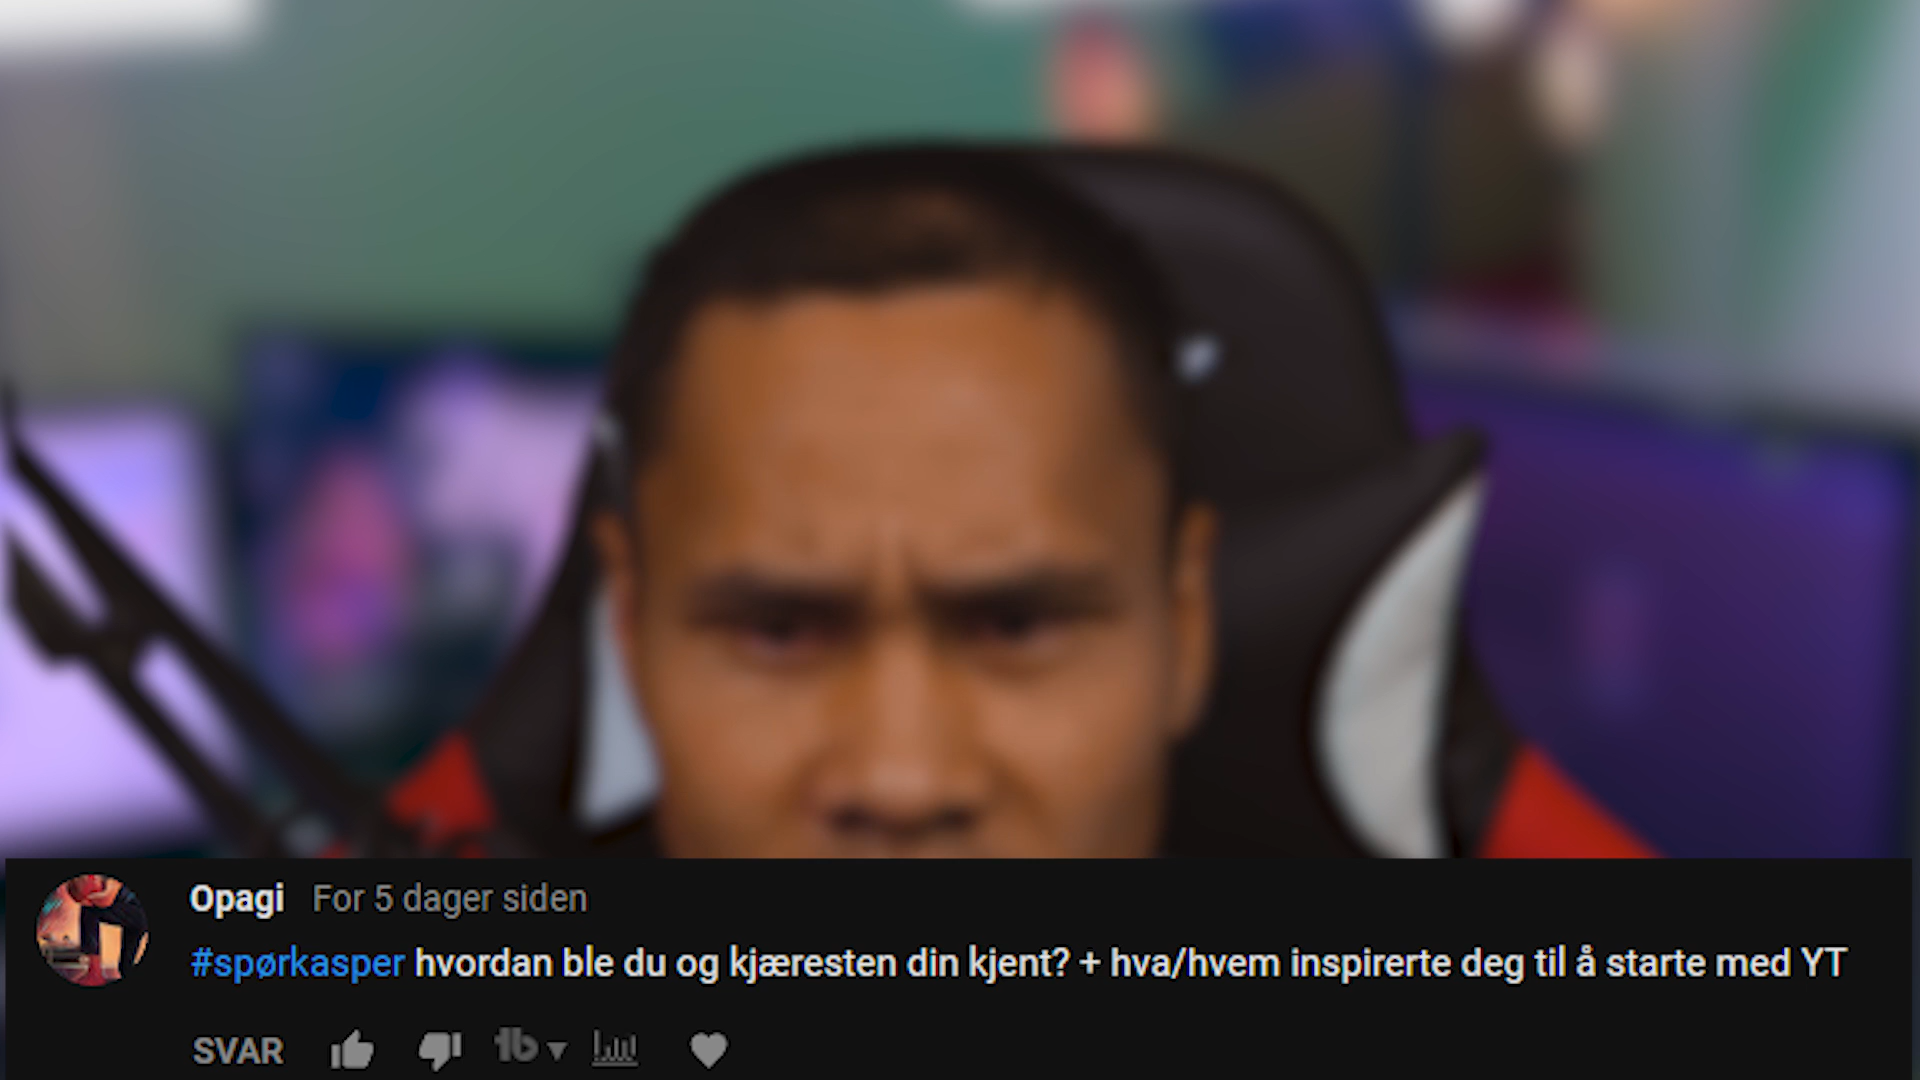 Opagi For 5 dager siden
#spørkasper hvordan ble du og kjæresten din kjent? + hva/hvem inspirerte deg til å starte med YT
SVAR